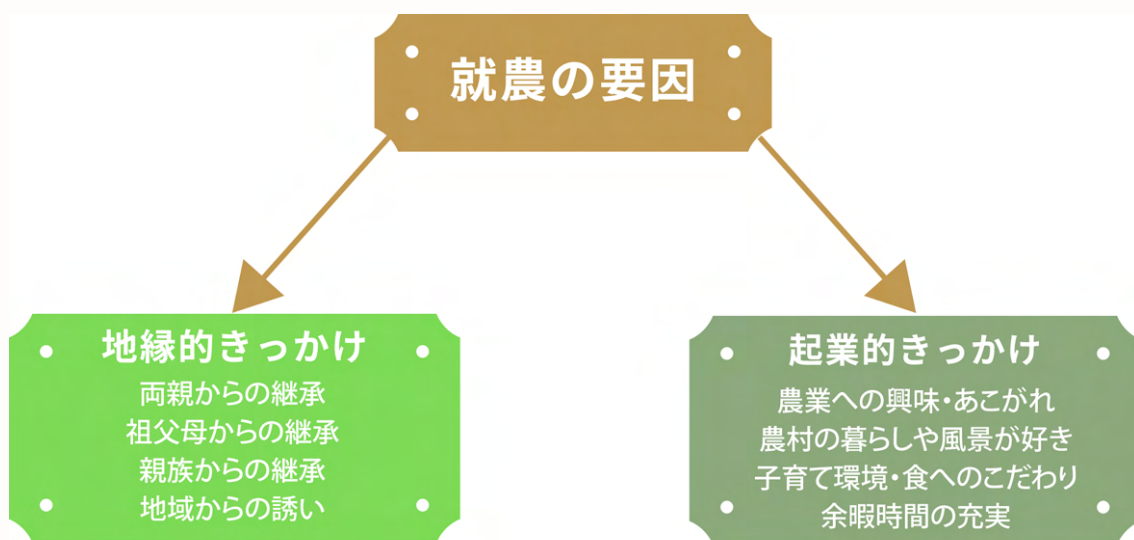 就農の要因
地縁的きっかけ
両親からの継承
祖父母からの継承
親族からの継承
地域からの誘い
起業的きっかけ
農業への興味・あこがれ
農村の暮らしや風景が好き
子育て環境・食へのこだわり
余暇時間の充実